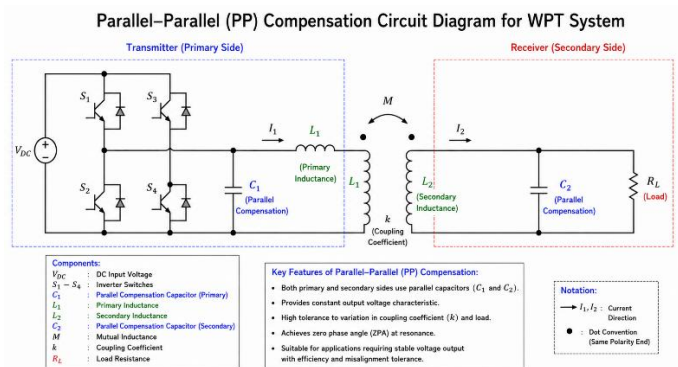 Parallel–Parallel (PP) Compensation Circuit Diagram for WPT System
Transmitter (Primary Side)
Receiver (Secondary Side)
S₁
S₃
M
I₁
L₁
I₂
V_DC
(Primary
Inductance)
S₂
S₄
C₁
(Parallel
Compensation)
L₁
L₂
(Secondary
Inductance)
k
(Coupling
Coefficient)
C₂
(Parallel
Compensation)
R_L
(Load)
Components:
V_DC : DC Input Voltage
S₁ − S₄ : Inverter Switches
C₁ : Parallel Compensation Capacitor (Primary)
L₁ : Primary Inductance
L₂ : Secondary Inductance
C₂ : Parallel Compensation Capacitor (Secondary)
M : Mutual Inductance
k : Coupling Coefficient
R_L : Load Resistance
Key Features of Parallel–Parallel (PP) Compensation:
• Both primary and secondary sides use parallel capacitors (C₁ and C₂).
• Provides constant output voltage characteristic.
• High tolerance to variation in coupling coefficient (k) and load.
• Achieves zero phase angle (ZPA) at resonance.
• Suitable for applications requiring stable voltage output
with efficiency and misalignment tolerance.
Notation:
→ I₁, I₂ : Current
Direction
• : Dot Convention
(Same Polarity End)